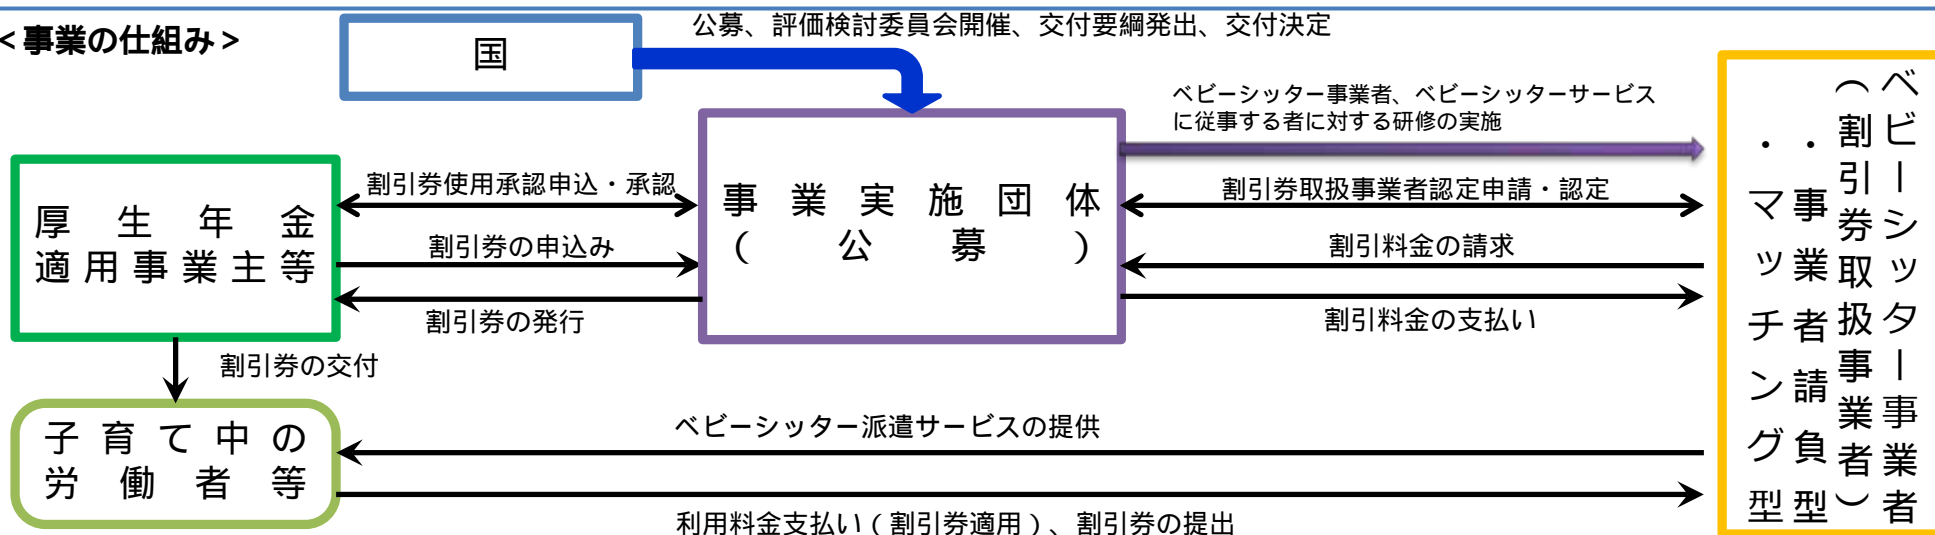 <事業の仕組み>
国
公募、評価検討委員会開催、交付要綱発出、交付決定
厚生年金
適用事業主等
割引券使用承認申込・承認
割引券の申込み
割引券の発行
事業実施団体
(公募)
ベビーシッター事業者、ベビーシッターサービス
に従事する者に対する研修の実施
割引券取扱事業者認定申請・認定
割引料金の請求
割引料金の支払い
ベビーシッター事業者
(割引券取扱事業者)
・事業者請負型
・マッチング型
割引券の交付
子育て中の
労働者等
ベビーシッター派遣サービスの提供
利用料金支払い(割引券適用)、割引券の提出